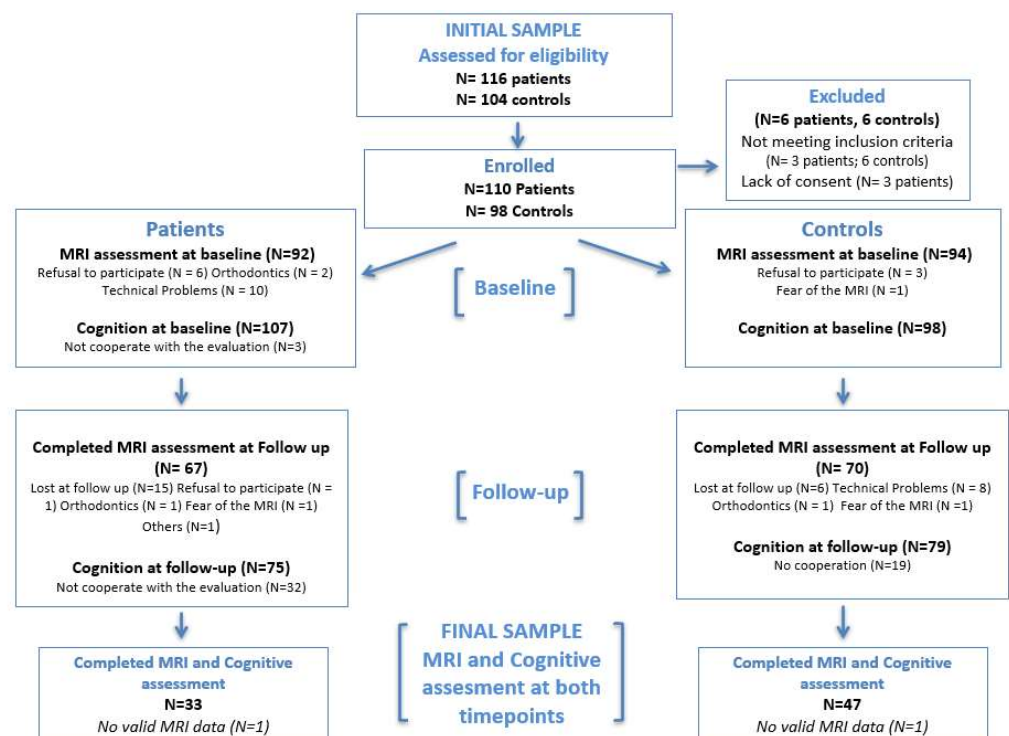 INITIAL SAMPLE
Assessed for eligibility
N= 116 patients
N= 104 controls
Excluded
(N=6 patients, 6 controls)
Not meeting inclusion criteria
(N= 3 patients; 6 controls)
Lack of consent (N= 3 patients)
Enrolled
N=110 Patients
N= 98 Controls
Patients
MRI assessment at baseline (N=92)
Refusal to participate (N = 6) Orthodontics (N = 2)
Technical Problems (N = 10)
Cognition at baseline (N=107)
Not cooperate with the evaluation (N=3)
Baseline
Controls
MRI assessment at baseline (N=94)
Refusal to participate (N = 3)
Fear of the MRI (N =1)
Cognition at baseline (N=98)
Completed MRI assessment at Follow up
(N= 67)
Lost at follow up (N=15) Refusal to participate (N =
1) Orthodontics (N = 1) Fear of the MRI (N =1)
Others (N=1)
Cognition at follow-up (N=75)
Not cooperate with the evaluation (N=32)
Follow-up
Completed MRI assessment at Follow up
(N= 70)
Lost at follow up (N=6) Technical Problems (N = 8)
Orthodontics (N = 1) Fear of the MRI (N =1)
Cognition at follow-up (N=79)
No cooperation (N=19)
Completed MRI and Cognitive
assessment
N=33
No valid MRI data (N=1)
FINAL SAMPLE
MRI and Cognitive
assesment at both
timepoints
Completed MRI and Cognitive
assessment
N=47
No valid MRI data (N=1)